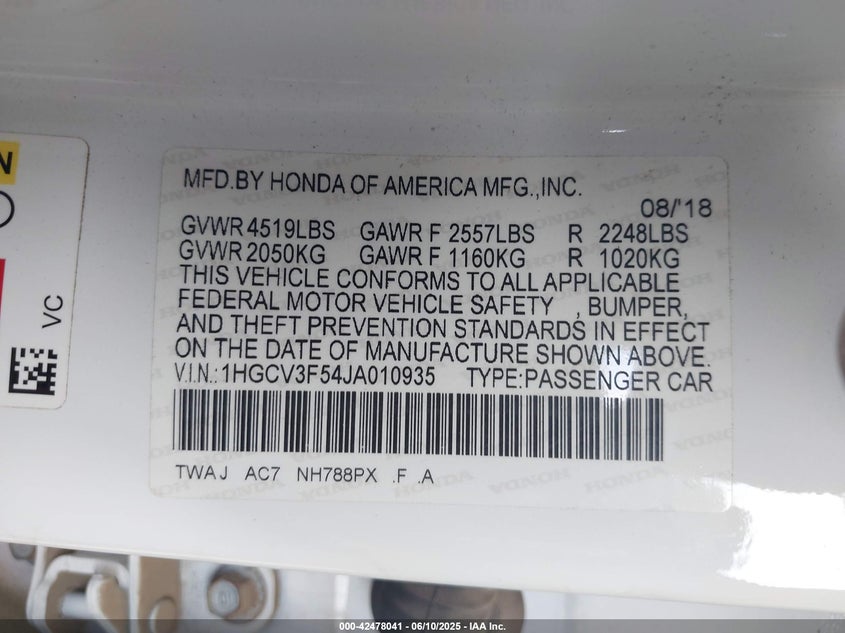 MFD.BY HONDA OF AMERICA MFG.,INC.
08/'18
GVWR 4519LBS GAWR F 2557LBS R 2248LBS
GVWR 2050KG GAWR F 1160KG R 1020KG
THIS VEHICLE CONFORMS TO ALL APPLICABLE
FEDERAL MOTOR VEHICLE SAFETY , BUMPER,
AND THEFT PREVENTION STANDARDS IN EFFECT
ON THE DATE OF MANUFACTURE SHOWN ABOVE.
V.I.N.:1HGCV3F54JA010935 TYPE:PASSENGER CAR
TWAJ AC7 NH788PX .F .A
N
VC
000-42478041 - 06/10/2025 - IAA Inc.